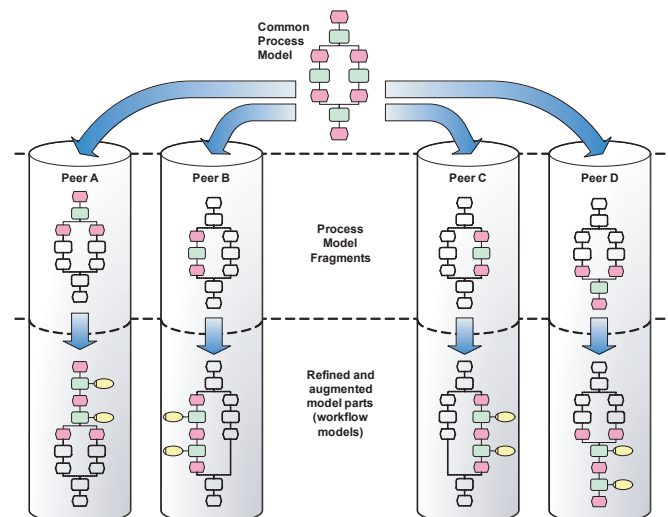 Common
Process
Model
Peer A
Peer B
Peer C
Peer D
Process
Model
Fragments
Refined and
augmented
model parts
(workflow
models)